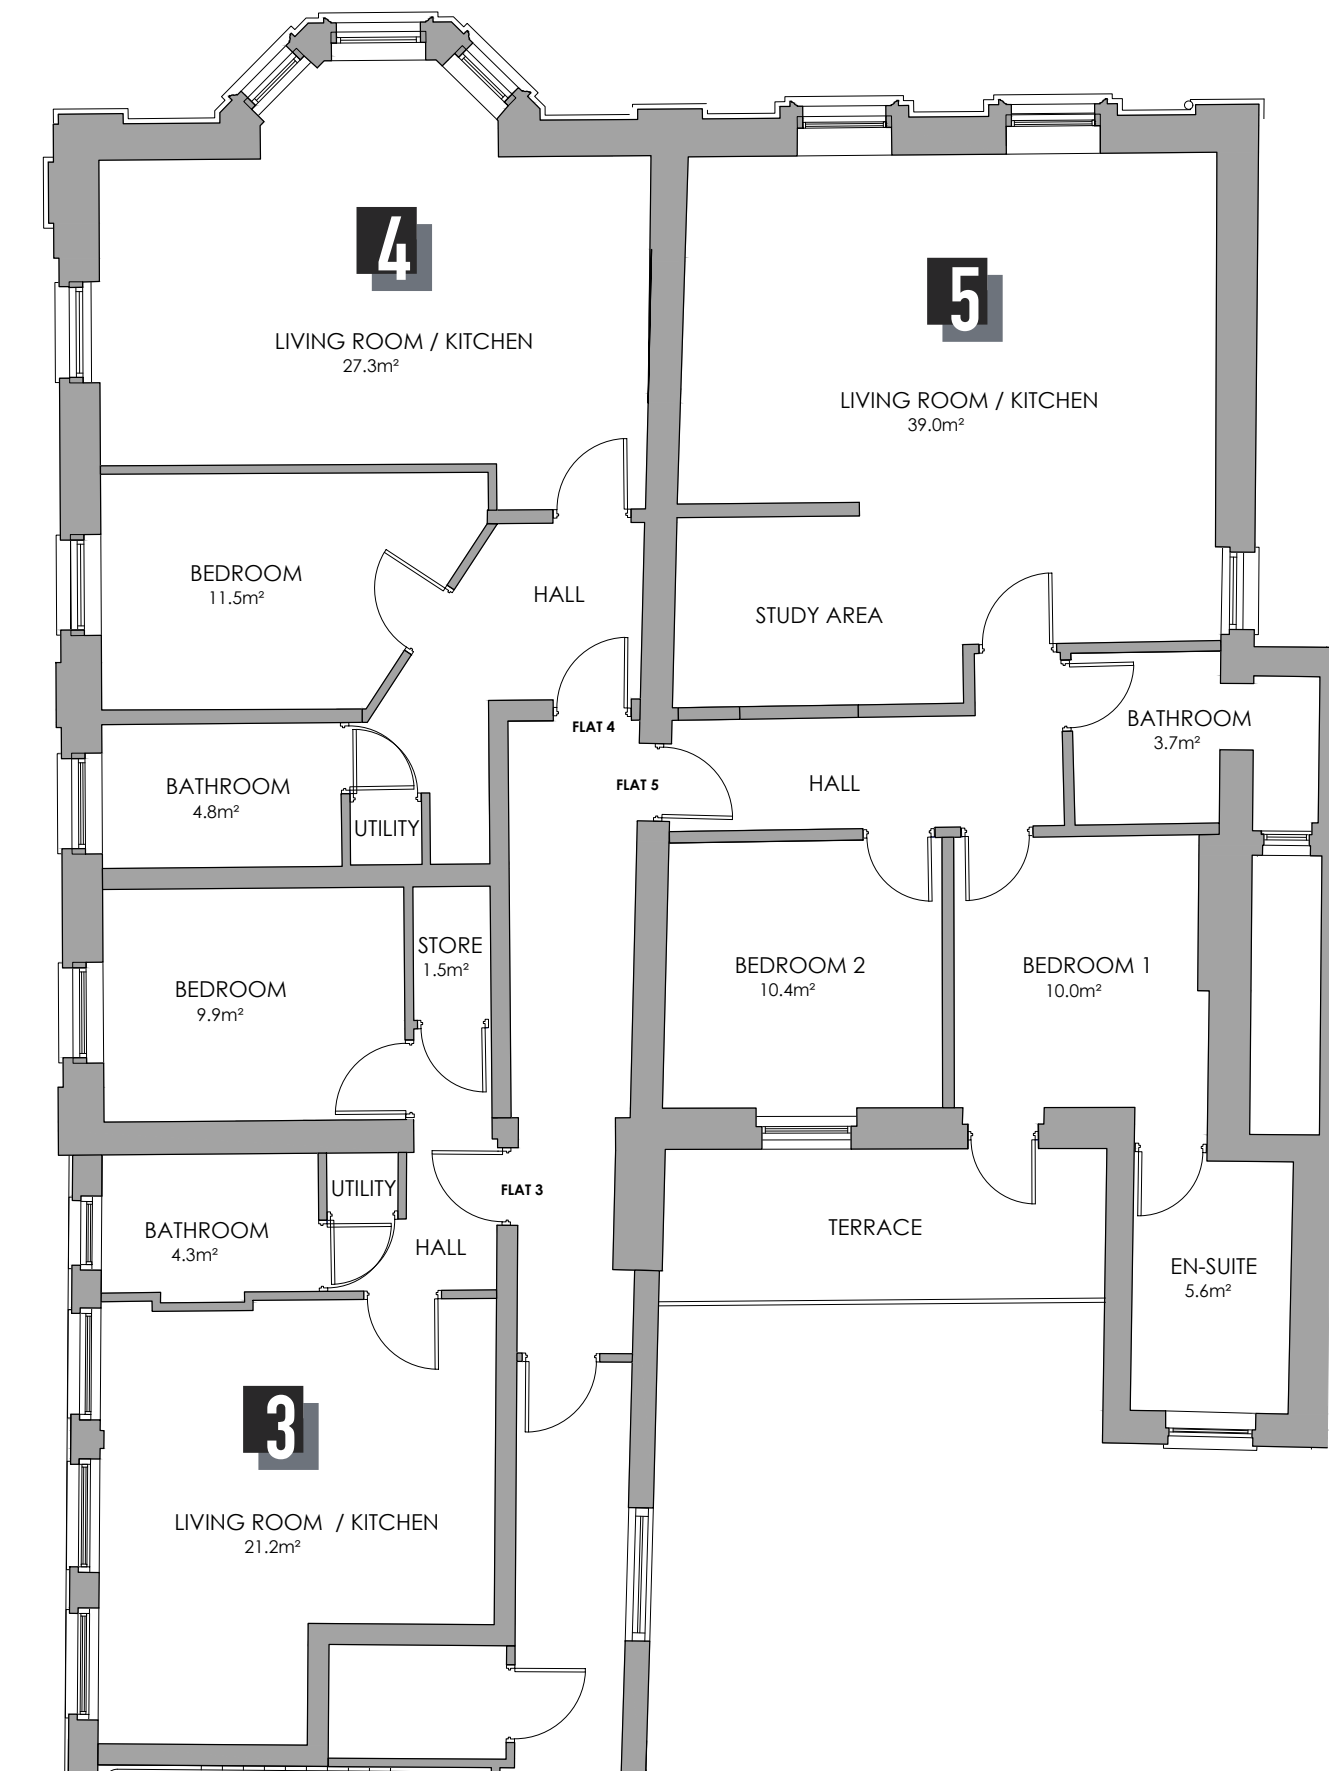 4
LIVING ROOM / KITCHEN
27.3m²
5
LIVING ROOM / KITCHEN
39.0m²
BEDROOM
11.5m²
HALL
STUDY AREA
FLAT 4
BATHROOM
3.7m²
BATHROOM
4.8m²
UTILITY
FLAT 5
HALL
STORE
1.5m²
BEDROOM
9.9m²
BEDROOM 2
10.4m²
BEDROOM 1
10.0m²
UTILITY
FLAT 3
BATHROOM
4.3m²
HALL
TERRACE
EN-SUITE
5.6m²
3
LIVING ROOM / KITCHEN
21.2m²